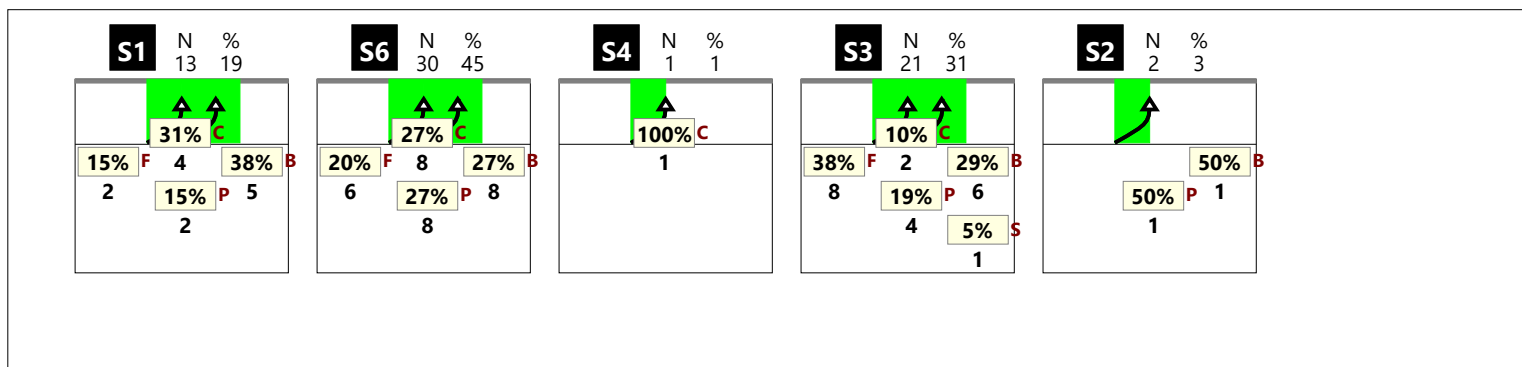 S1 N % 13 19
31% C
4
15% F 38% B
2 5
15% P
2
S6 N % 30 45
27% C
8
20% F 27% B
6 8
27% P
8
S4 N % 1 1
100% C
1
S3 N % 21 31
10% C
2
38% F 29% B
8 6
19% P
4
5% S
1
S2 N % 2 3
50% B
1
50% P
1